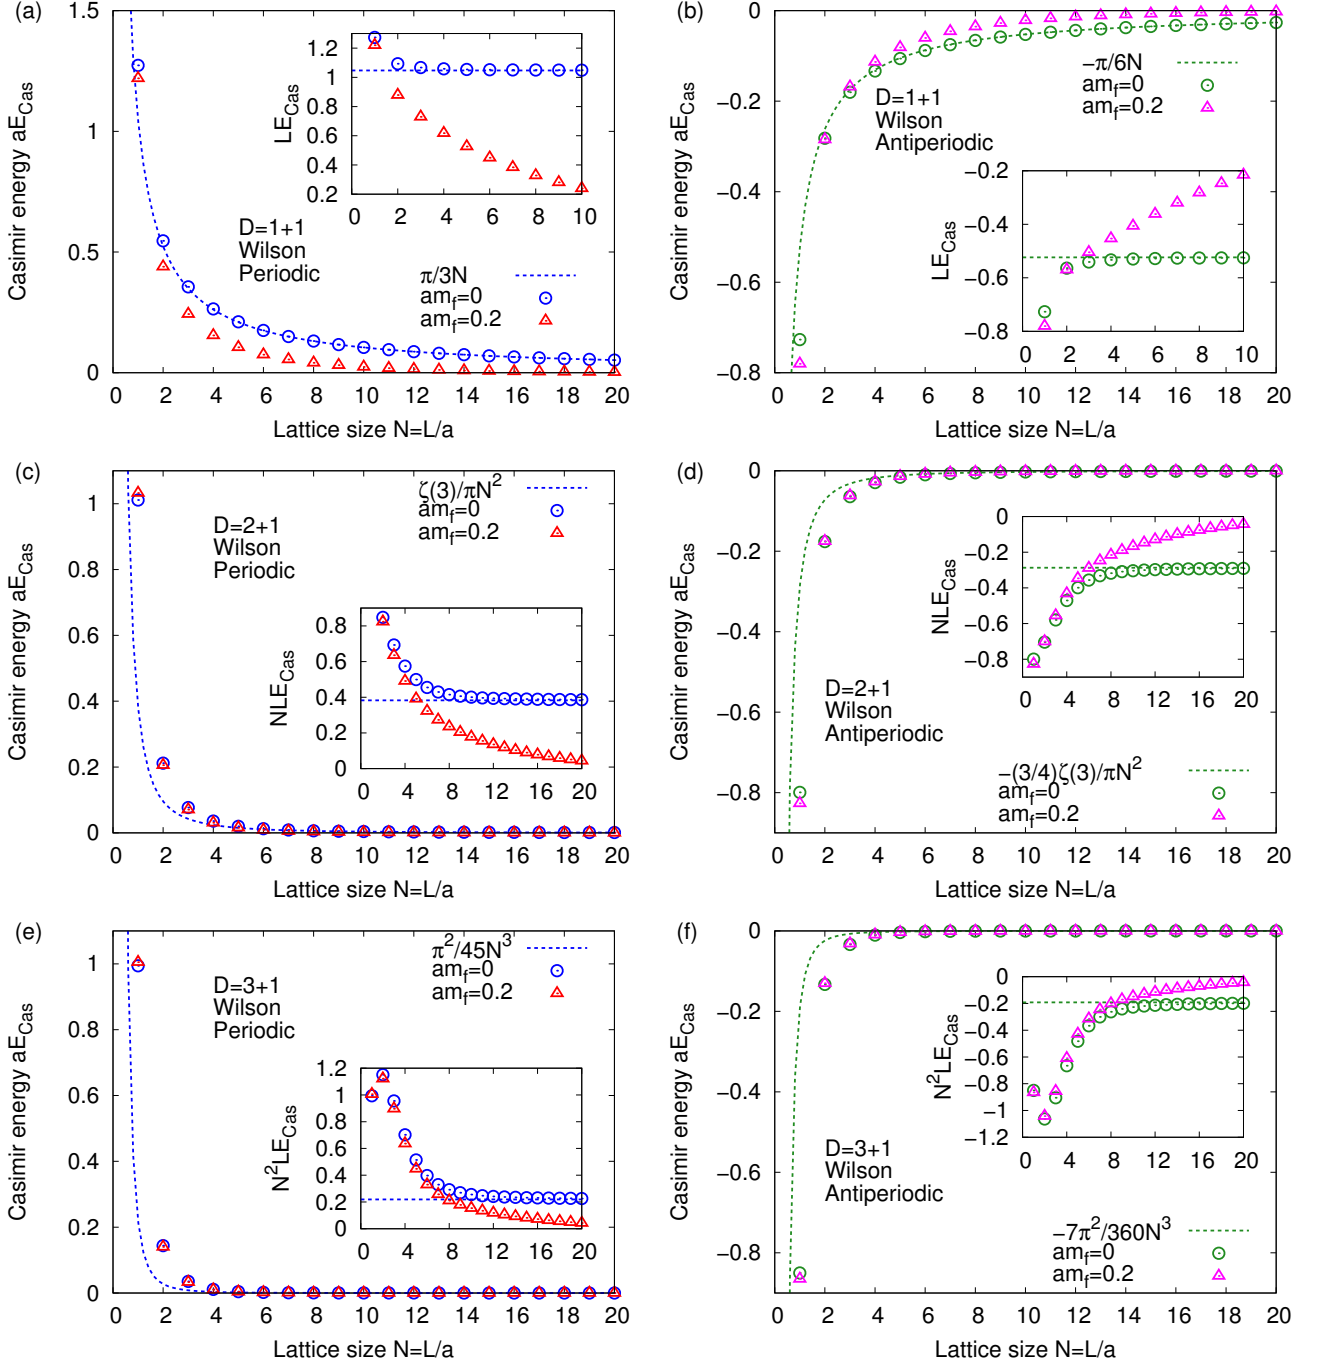 (a)
Casimir energy aE_Cas
1.5
1
0.5
0
0 2 4 6 8 10 12 14 16 18 20
Lattice size N=L/a
D=1+1
Wilson
Periodic
π/3N
am_f=0
am_f=0.2
LE_Cas
1.2
1
0.8
0.6
0.4
0.2
0 2 4 6 8 10
(b)
Casimir energy aE_Cas
0
−0.2
−0.4
−0.6
−0.8
0 2 4 6 8 10 12 14 16 18 20
Lattice size N=L/a
−π/6N
am_f=0
am_f=0.2
D=1+1
Wilson
Antiperiodic
LE_Cas
−0.2
−0.4
−0.6
−0.8
0 2 4 6 8 10
(c)
Casimir energy aE_Cas
1
0.8
0.6
0.4
0.2
0
0 2 4 6 8 10 12 14 16 18 20
Lattice size N=L/a
ζ(3)/πN²
am_f=0
am_f=0.2
D=2+1
Wilson
Periodic
NLE_Cas
0.8
0.6
0.4
0.2
0
0 4 8 12 16 20
(d)
Casimir energy aE_Cas
0
−0.2
−0.4
−0.6
−0.8
0 2 4 6 8 10 12 14 16 18 20
Lattice size N=L/a
D=2+1
Wilson
Antiperiodic
−(3/4)ζ(3)/πN²
am_f=0
am_f=0.2
NLE_Cas
0
−0.2
−0.4
−0.6
−0.8
0 4 8 12 16 20
(e)
Casimir energy aE_Cas
1
0.8
0.6
0.4
0.2
0
0 2 4 6 8 10 12 14 16 18 20
Lattice size N=L/a
π²/45N³
am_f=0
am_f=0.2
D=3+1
Wilson
Periodic
N²LE_Cas
1.2
1
0.8
0.6
0.4
0.2
0
0 4 8 12 16 20
(f)
Casimir energy aE_Cas
0
−0.2
−0.4
−0.6
−0.8
0 2 4 6 8 10 12 14 16 18 20
Lattice size N=L/a
D=3+1
Wilson
Antiperiodic
−7π²/360N³
am_f=0
am_f=0.2
N²LE_Cas
0
−0.2
−0.4
−0.6
−0.8
−1
−1.2
0 4 8 12 16 20